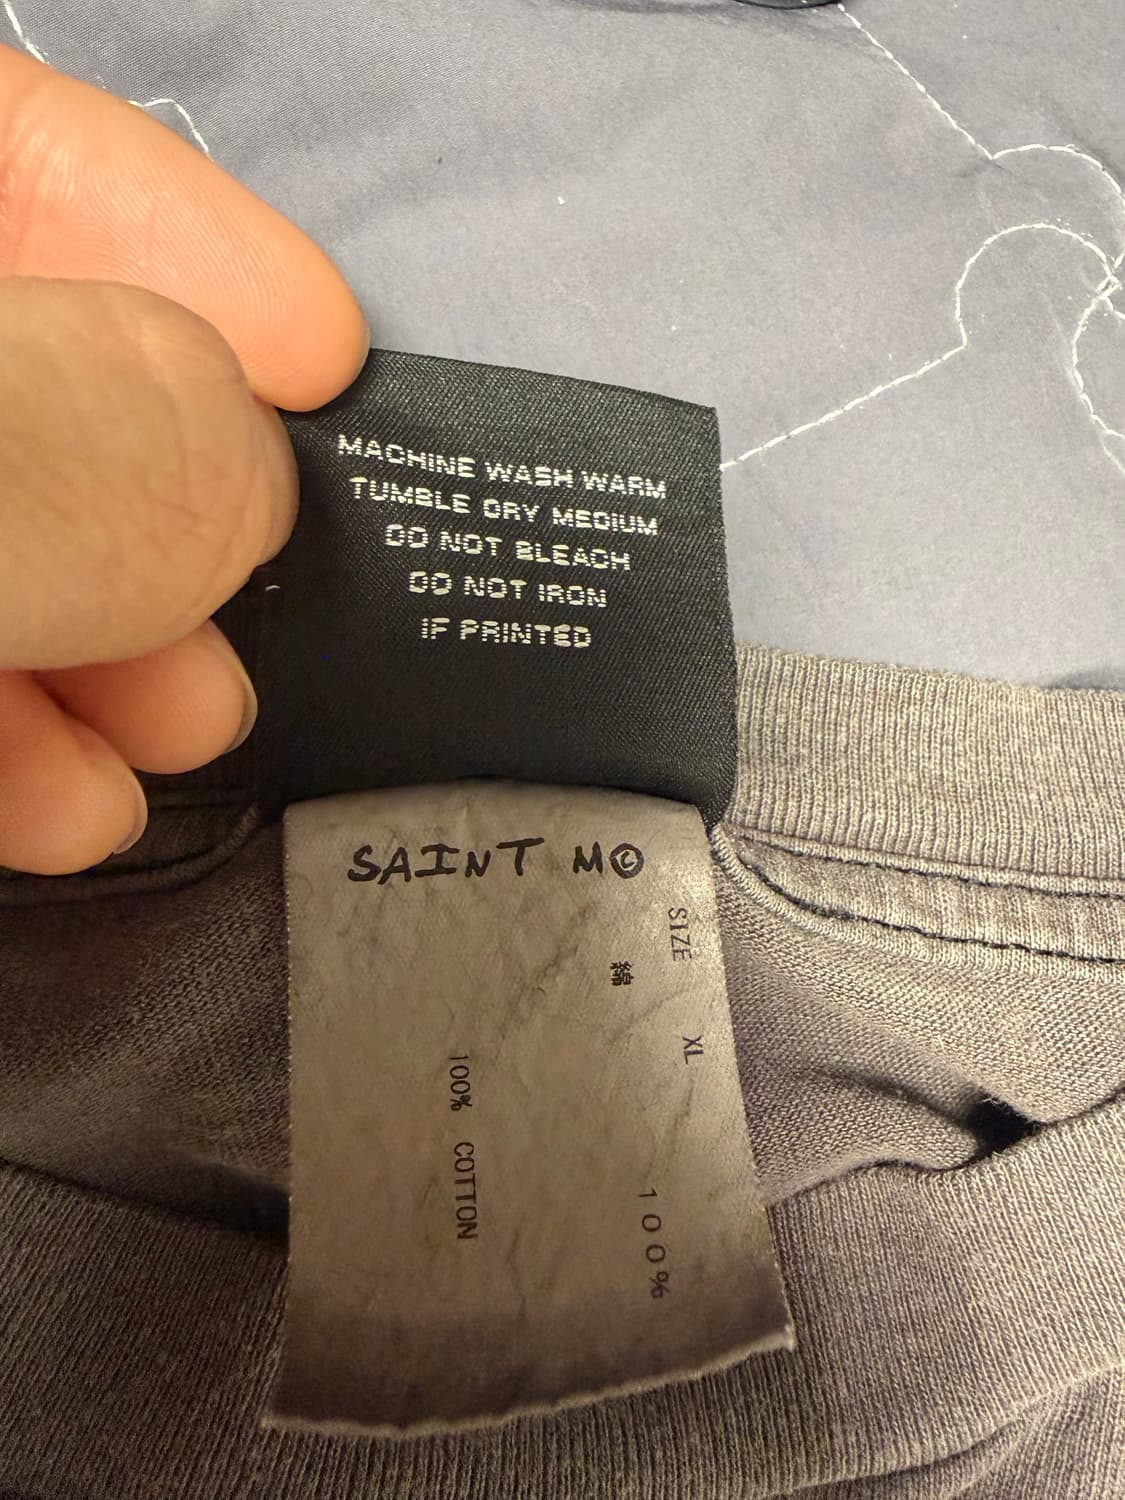 MACHINE WASH WARM
TUMBLE DRY MEDIUM
DO NOT BLEACH
DO NOT IRON
IF PRINTED
SAINT M©
SIZE XL
綿 100%
100% COTTON